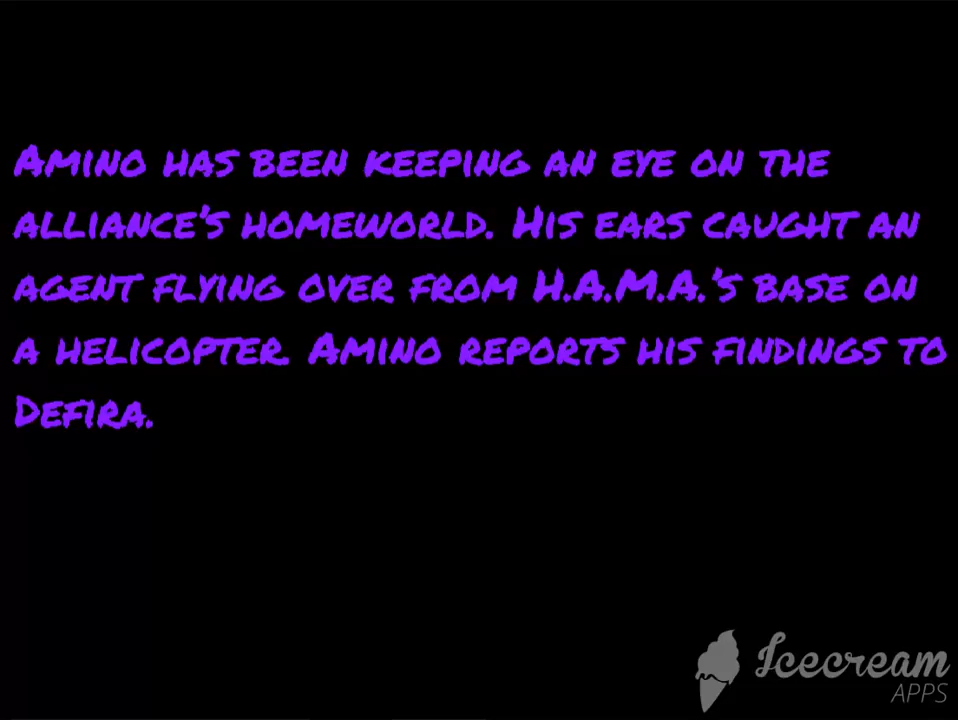 Amino has been keeping an eye on the
alliance's homeworld. His ears caught an
agent flying over from H.A.M.A.'s base on
a helicopter. Amino reports his findings to
Defira.
Icecream
APPS